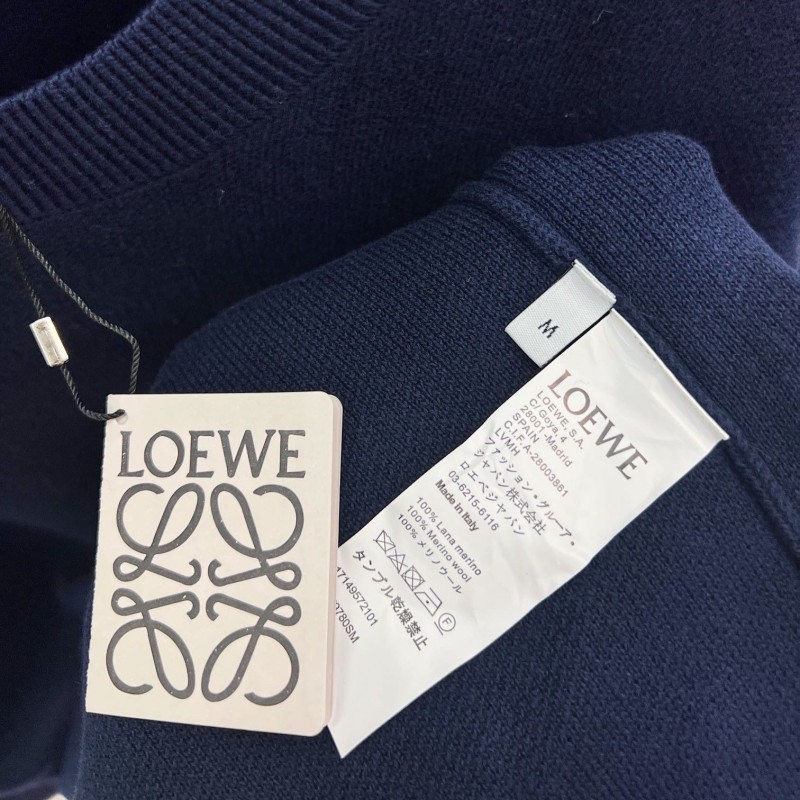 LOEWE
M
LOEWE
LOEWE, S.A.
C/ Goya, 4
28001-Madrid
SPAIN
C.I.F. A-28003861
LVMH
ファッション・グループ・
ジャパン株式会社
ロエベジャパン
03-6215-6116
Made in Italy
100% Lana merino
100% Merino wool
100% メリノウール
F
タンブル乾燥禁止
17149572101
0780SM